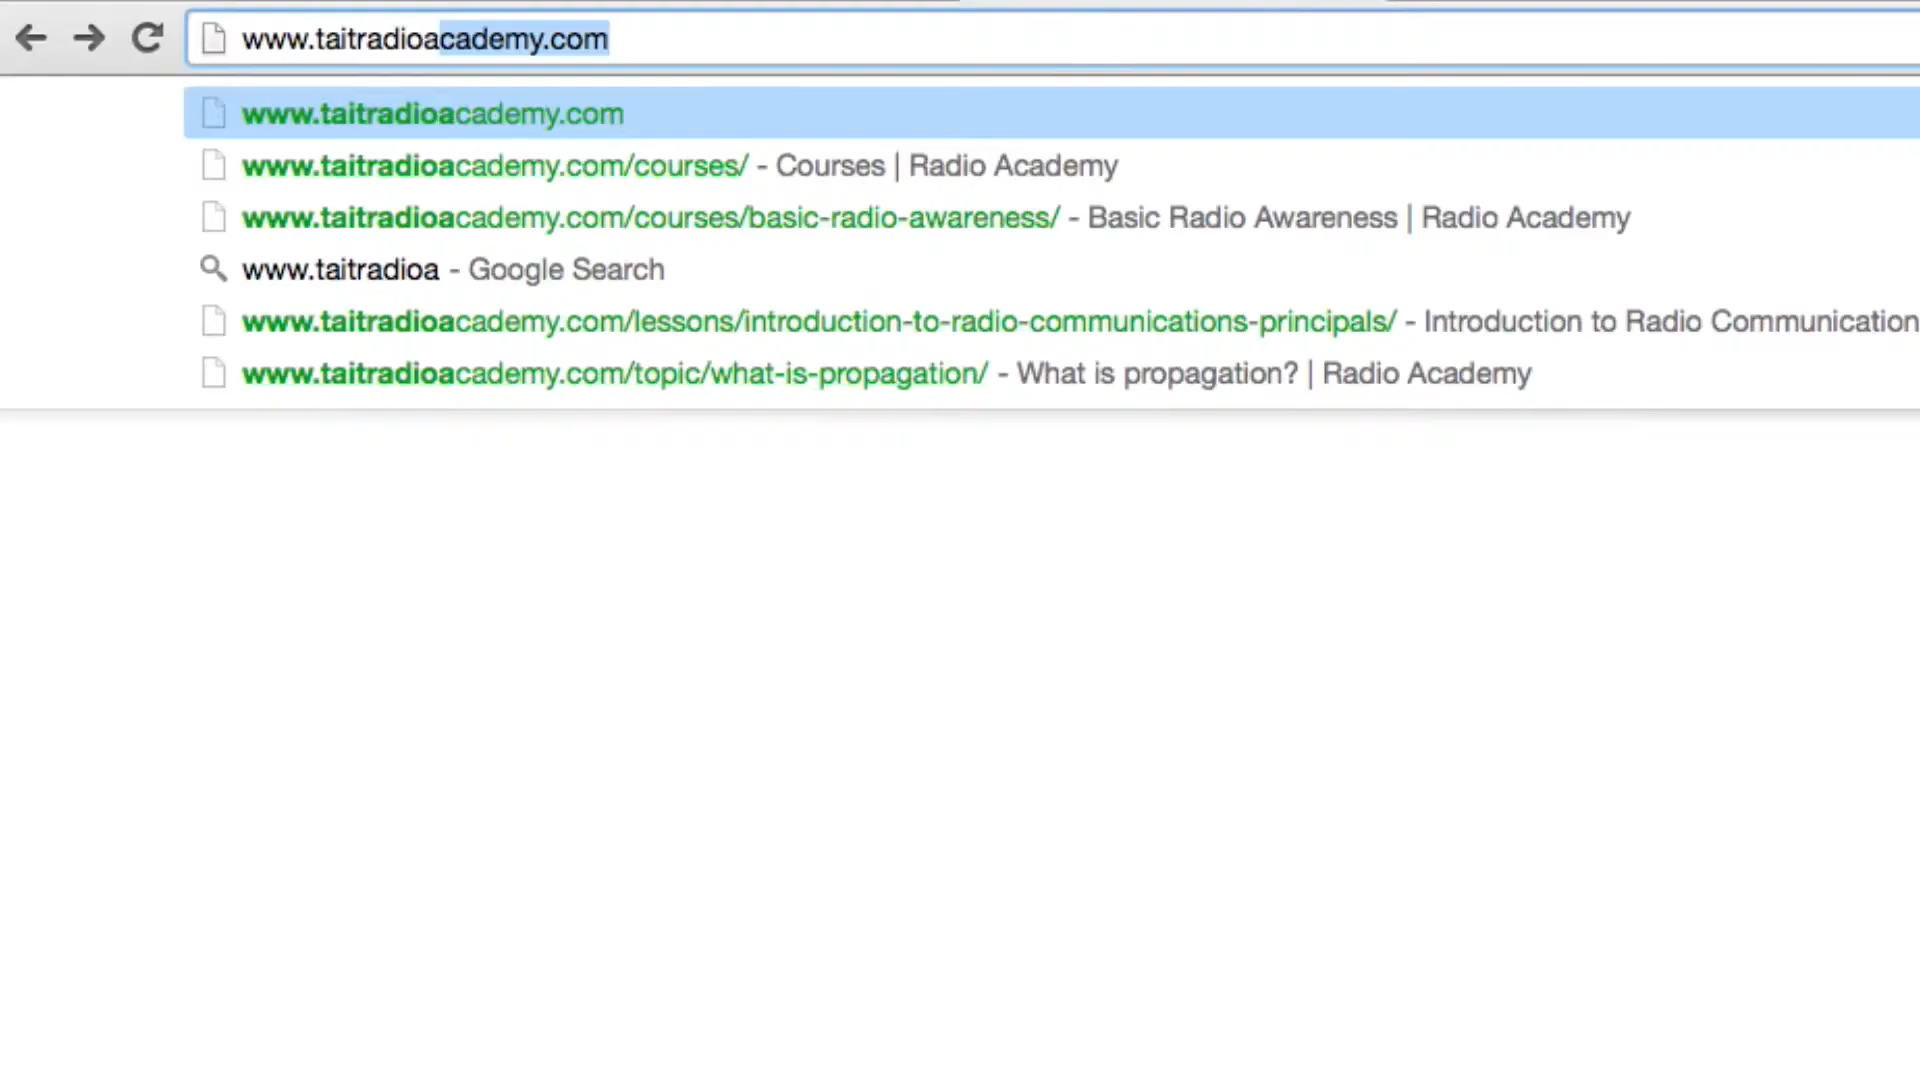 www.taitradioacademy.com
www.taitradioacademy.com
www.taitradioacademy.com/courses/ - Courses | Radio Academy
www.taitradioacademy.com/courses/basic-radio-awareness/ - Basic Radio Awareness | Radio Academy
www.taitradioa - Google Search
www.taitradioacademy.com/lessons/introduction-to-radio-communications-principals/ - Introduction to Radio Communication
www.taitradioacademy.com/topic/what-is-propagation/ - What is propagation? | Radio Academy